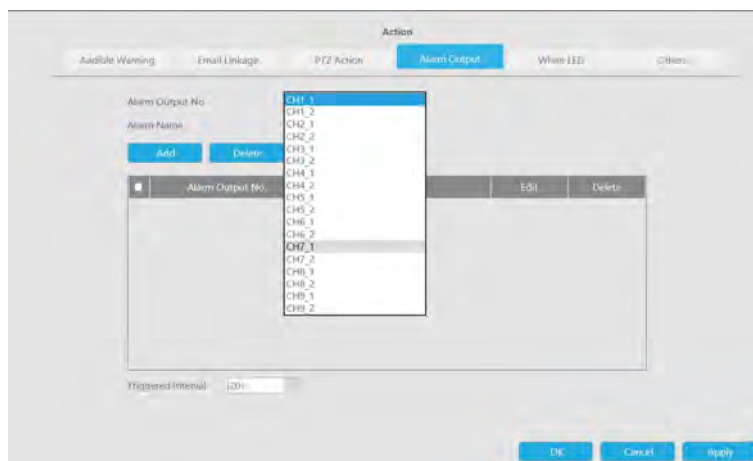 Action
Audible Warning Email Linkage PTZ Action Alarm Output White LED Others
Alarm Output No.
CH1_1
Alarm Name
CH1_2
CH2_1
CH2_2
CH3_1
Add Delete
CH3_2
CH4_1
Alarm Output No. Edit Delete
CH4_2
CH5_1
CH5_2
CH6_1
CH6_2
CH7_1
CH7_2
CH8_1
CH8_2
CH9_1
CH9_2
Triggered Interval
OK Cancel Apply